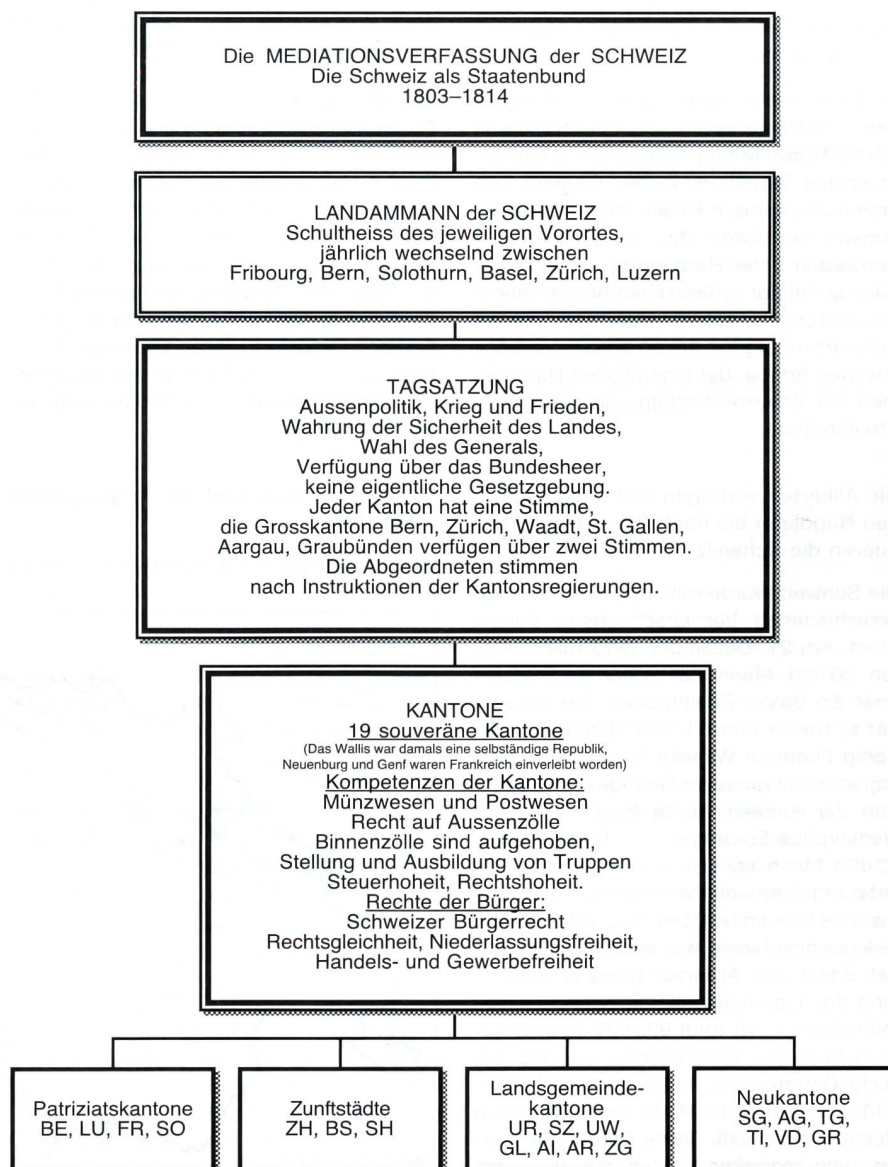 Die MEDIATIONSVERFASSUNG der SCHWEIZ
Die Schweiz als Staatenbund
1803–1814
LANDAMMANN der SCHWEIZ
Schultheiss des jeweiligen Vorortes,
jährlich wechselnd zwischen
Fribourg, Bern, Solothurn, Basel, Zürich, Luzern
TAGSATZUNG
Aussenpolitik, Krieg und Frieden,
Wahrung der Sicherheit des Landes,
Wahl des Generals,
Verfügung über das Bundesheer,
keine eigentliche Gesetzgebung.
Jeder Kanton hat eine Stimme,
die Grosskantone Bern, Zürich, Waadt, St. Gallen,
Aargau, Graubünden verfügen über zwei Stimmen.
Die Abgeordneten stimmen
nach Instruktionen der Kantonsregierungen.
KANTONE
19 souveräne Kantone
(Das Wallis war damals eine selbständige Republik,
Neuenburg und Genf waren Frankreich einverleibt worden)
Kompetenzen der Kantone:
Münzwesen und Postwesen
Recht auf Aussenzölle
Binnenzölle sind aufgehoben,
Stellung und Ausbildung von Truppen
Steuerhoheit, Rechtshoheit.
Rechte der Bürger:
Schweizer Bürgerrecht
Rechtsgleichheit, Niederlassungsfreiheit,
Handels- und Gewerbefreiheit
Patriziatskantone
BE, LU, FR, SO
Zunftstädte
ZH, BS, SH
Landsgemeinde-
kantone
UR, SZ, UW,
GL, AI, AR, ZG
Neukantone
SG, AG, TG,
TI, VD, GR